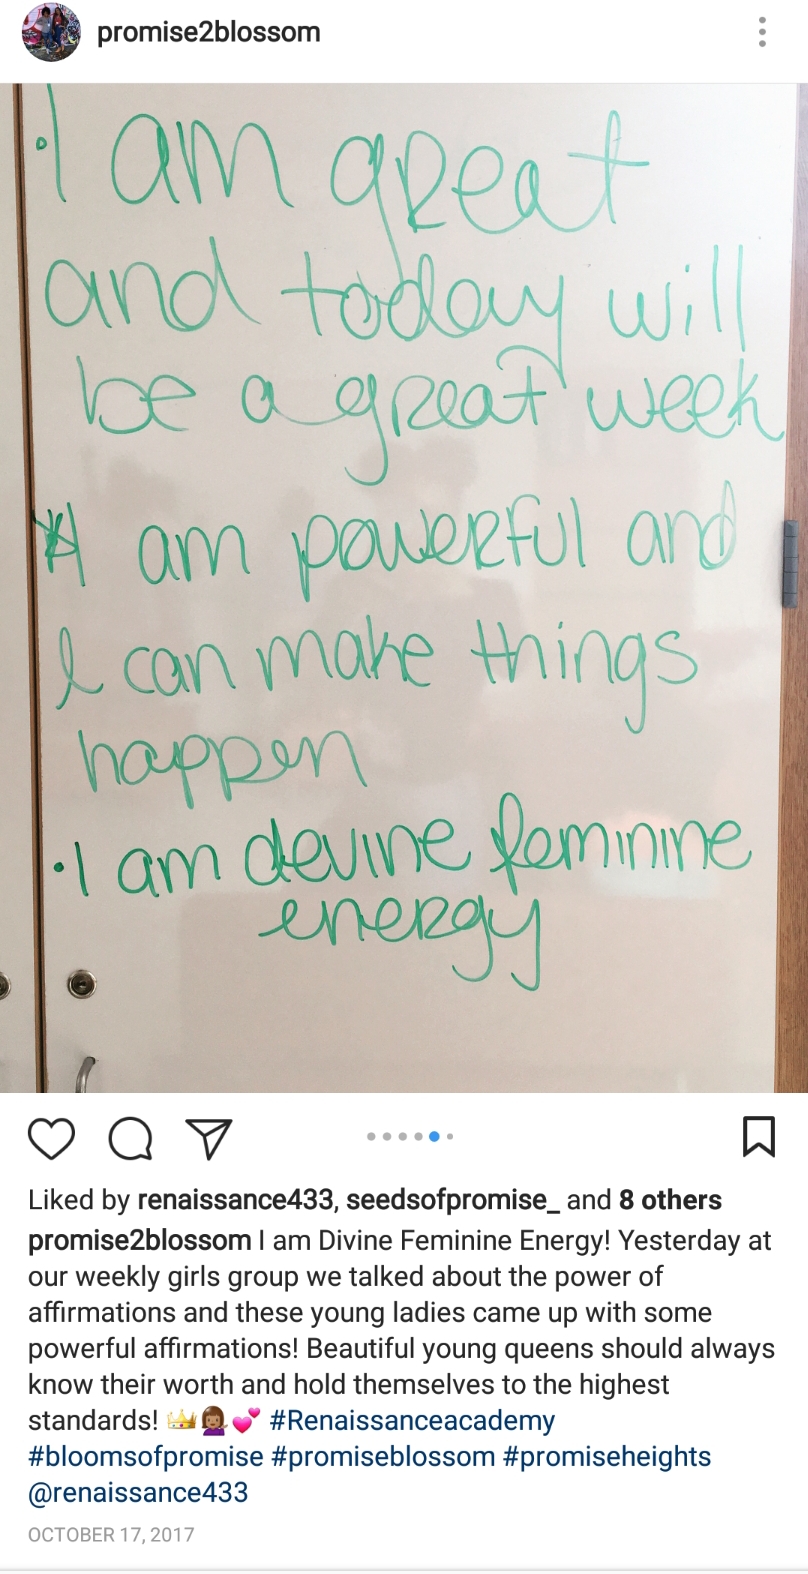 promise2blossom
• I am great
and today will
be a great week
* I am powerful and
I can make things
happen
• I am devine feminine
energy
Liked by renaissance433, seedsofpromise_ and 8 others
promise2blossom I am Divine Feminine Energy! Yesterday at
our weekly girls group we talked about the power of
affirmations and these young ladies came up with some
powerful affirmations! Beautiful young queens should always
know their worth and hold themselves to the highest
standards! 👑💁🏽‍♀️💕 #Renaissanceacademy
#bloomsofpromise #promiseblossom #promiseheights
@renaissance433
OCTOBER 17, 2017